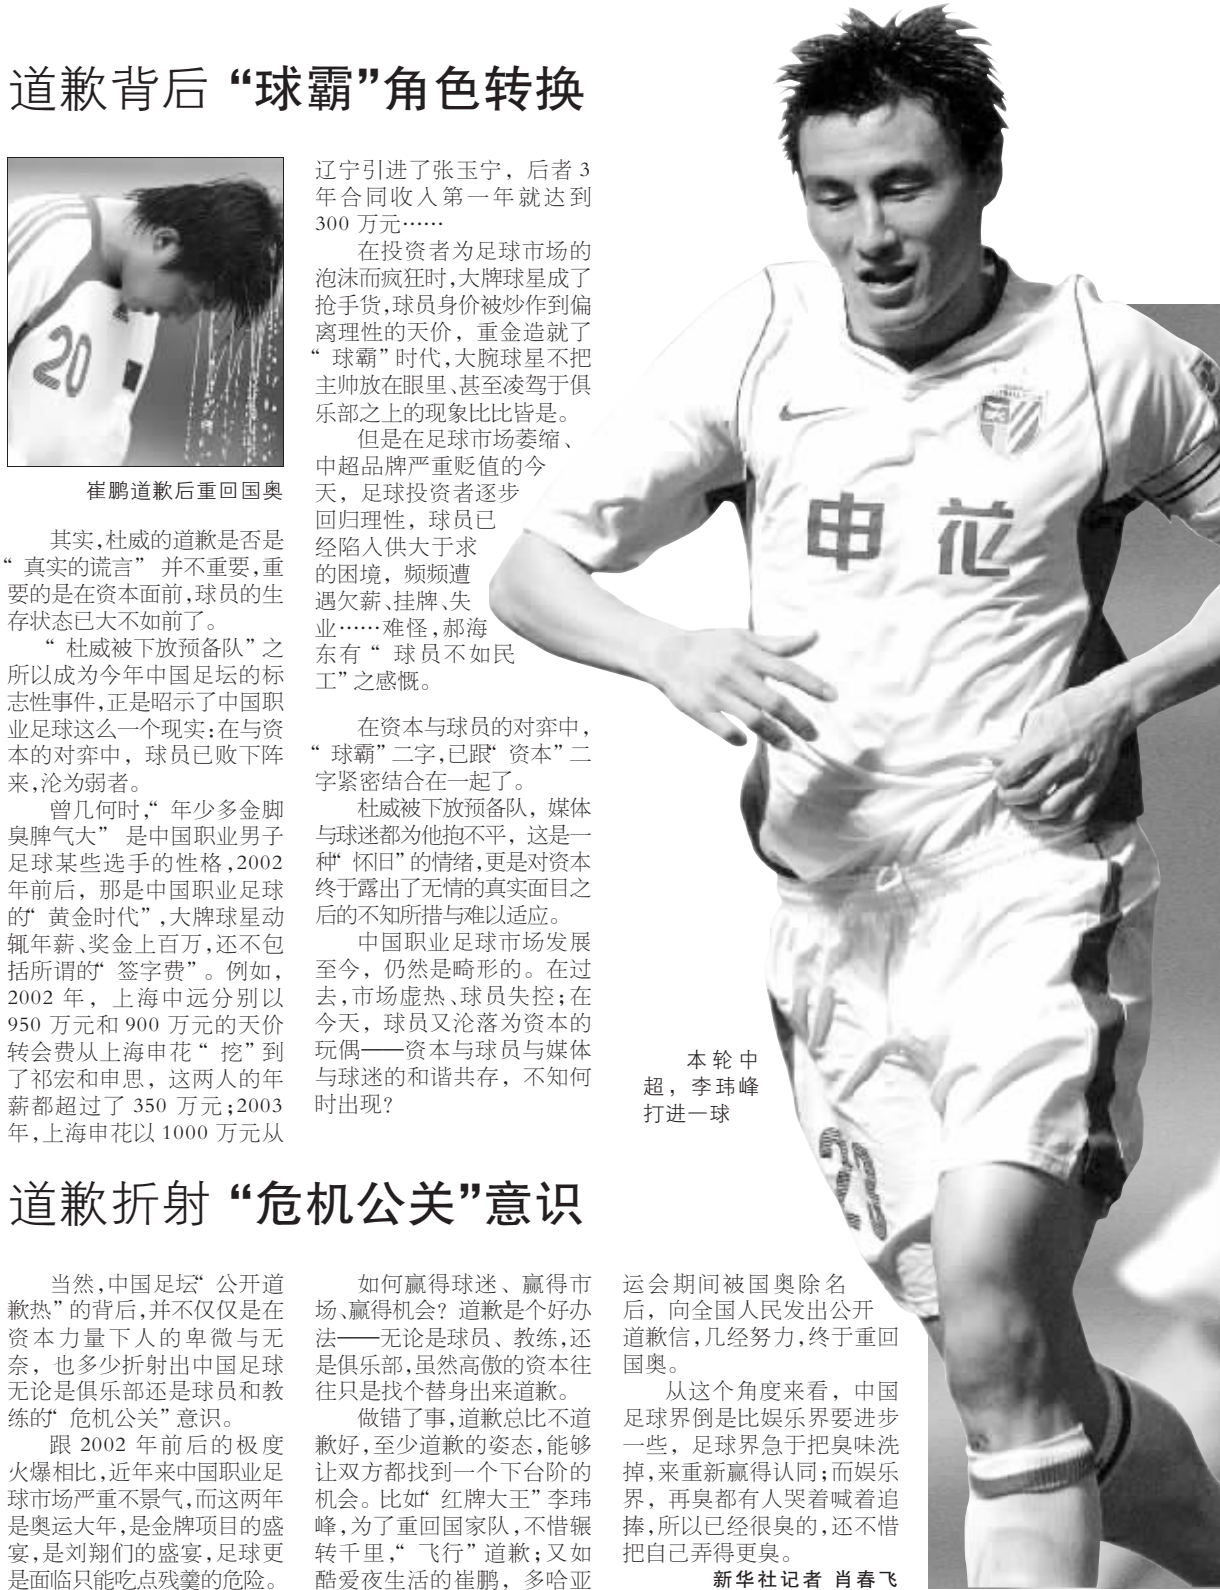 道歉背后“球霸”角色转换
20
崔鹏道歉后重回国奥
其实,杜威的道歉是否是
“真实的谎言”并不重要,重
要的是在资本面前,球员的生
存状态已大不如前了。
“杜威被下放预备队”之
所以成为今年中国足坛的标
志性事件,正是昭示了中国职
业足球这么一个现实:在与资
本的对弈中，球员已败下阵
来,沦为弱者。
曾几何时,“年少多金脚
臭脾气大”是中国职业男子
足球某些选手的性格,2002
年前后，那是中国职业足球
的“黄金时代”,大牌球星动
辄年薪、奖金上百万,还不包
括所谓的“签字费”。例如，
2002 年，上海中远分别以
950 万元和 900 万元的天价
转会费从上海申花“挖”到
了祁宏和申思，这两人的年
薪都超过了 350 万元;2003
年,上海申花以 1000 万元从
辽宁引进了张玉宁，后者 3
年合同收入第一年就达到
300 万元……
在投资者为足球市场的
泡沫而疯狂时,大牌球星成了
抢手货,球员身价被炒作到偏
离理性的天价，重金造就了
“球霸”时代,大腕球星不把
主帅放在眼里、甚至凌驾于俱
乐部之上的现象比比皆是。
但是在足球市场萎缩、
中超品牌严重贬值的今
天，足球投资者逐步
回归理性，球员已
经陷入供大于求
的困境，频频遭
遇欠薪、挂牌、失
业……难怪,郝海
东有“球员不如民
工”之感慨。
在资本与球员的对弈中，
“球霸”二字,已跟“资本”二
字紧密结合在一起了。
杜威被下放预备队，媒体
与球迷都为他抱不平，这是一
种“怀旧”的情绪,更是对资本
终于露出了无情的真实面目之
后的不知所措与难以适应。
中国职业足球市场发展
至今，仍然是畸形的。在过
去,市场虚热、球员失控;在
今天，球员又沦落为资本的
玩偶——资本与球员与媒体
与球迷的和谐共存，不知何
时出现?
申花
23
本轮中
超，李玮峰
打进一球
道歉折射“危机公关”意识
当然,中国足坛“公开道
歉热”的背后,并不仅仅是在
资本力量下人的卑微与无
奈，也多少折射出中国足球
无论是俱乐部还是球员和教
练的“危机公关”意识。
跟 2002 年前后的极度
火爆相比,近年来中国职业足
球市场严重不景气,而这两年
是奥运大年,是金牌项目的盛
宴,是刘翔们的盛宴,足球更
是面临只能吃点残羹的危险。
如何赢得球迷、赢得市
场、赢得机会? 道歉是个好办
法——无论是球员、教练,还
是俱乐部,虽然高傲的资本往
往只是找个替身出来道歉。
做错了事,道歉总比不道
歉好,至少道歉的姿态,能够
让双方都找到一个下台阶的
机会。比如“红牌大王”李玮
峰,为了重回国家队,不惜辗
转千里,“飞行”道歉;又如
酷爱夜生活的崔鹏，多哈亚
运会期间被国奥除名
后，向全国人民发出公开
道歉信,几经努力,终于重回
国奥。
从这个角度来看，中国
足球界倒是比娱乐界要进步
一些，足球界急于把臭味洗
掉,来重新赢得认同;而娱乐
界，再臭都有人哭着喊着追
捧,所以已经很臭的,还不惜
把自己弄得更臭。
新华社记者 肖春飞